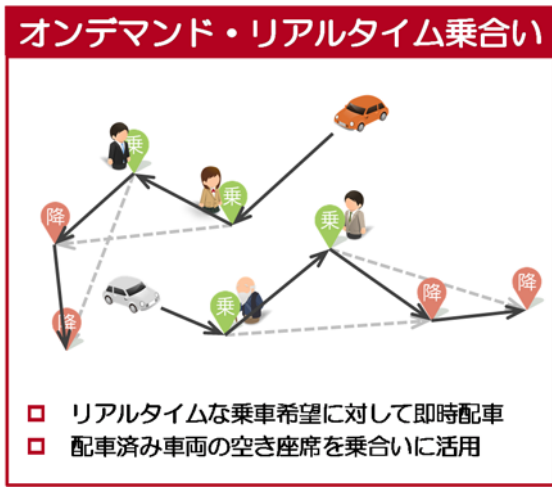 オンデマンド・リアルタイム乗合い
乗
乗
降
乗
降
降
乗
降
リアルタイムな乗車希望に対して即時配車
配車済み車両の空き座席を乗合いに活用